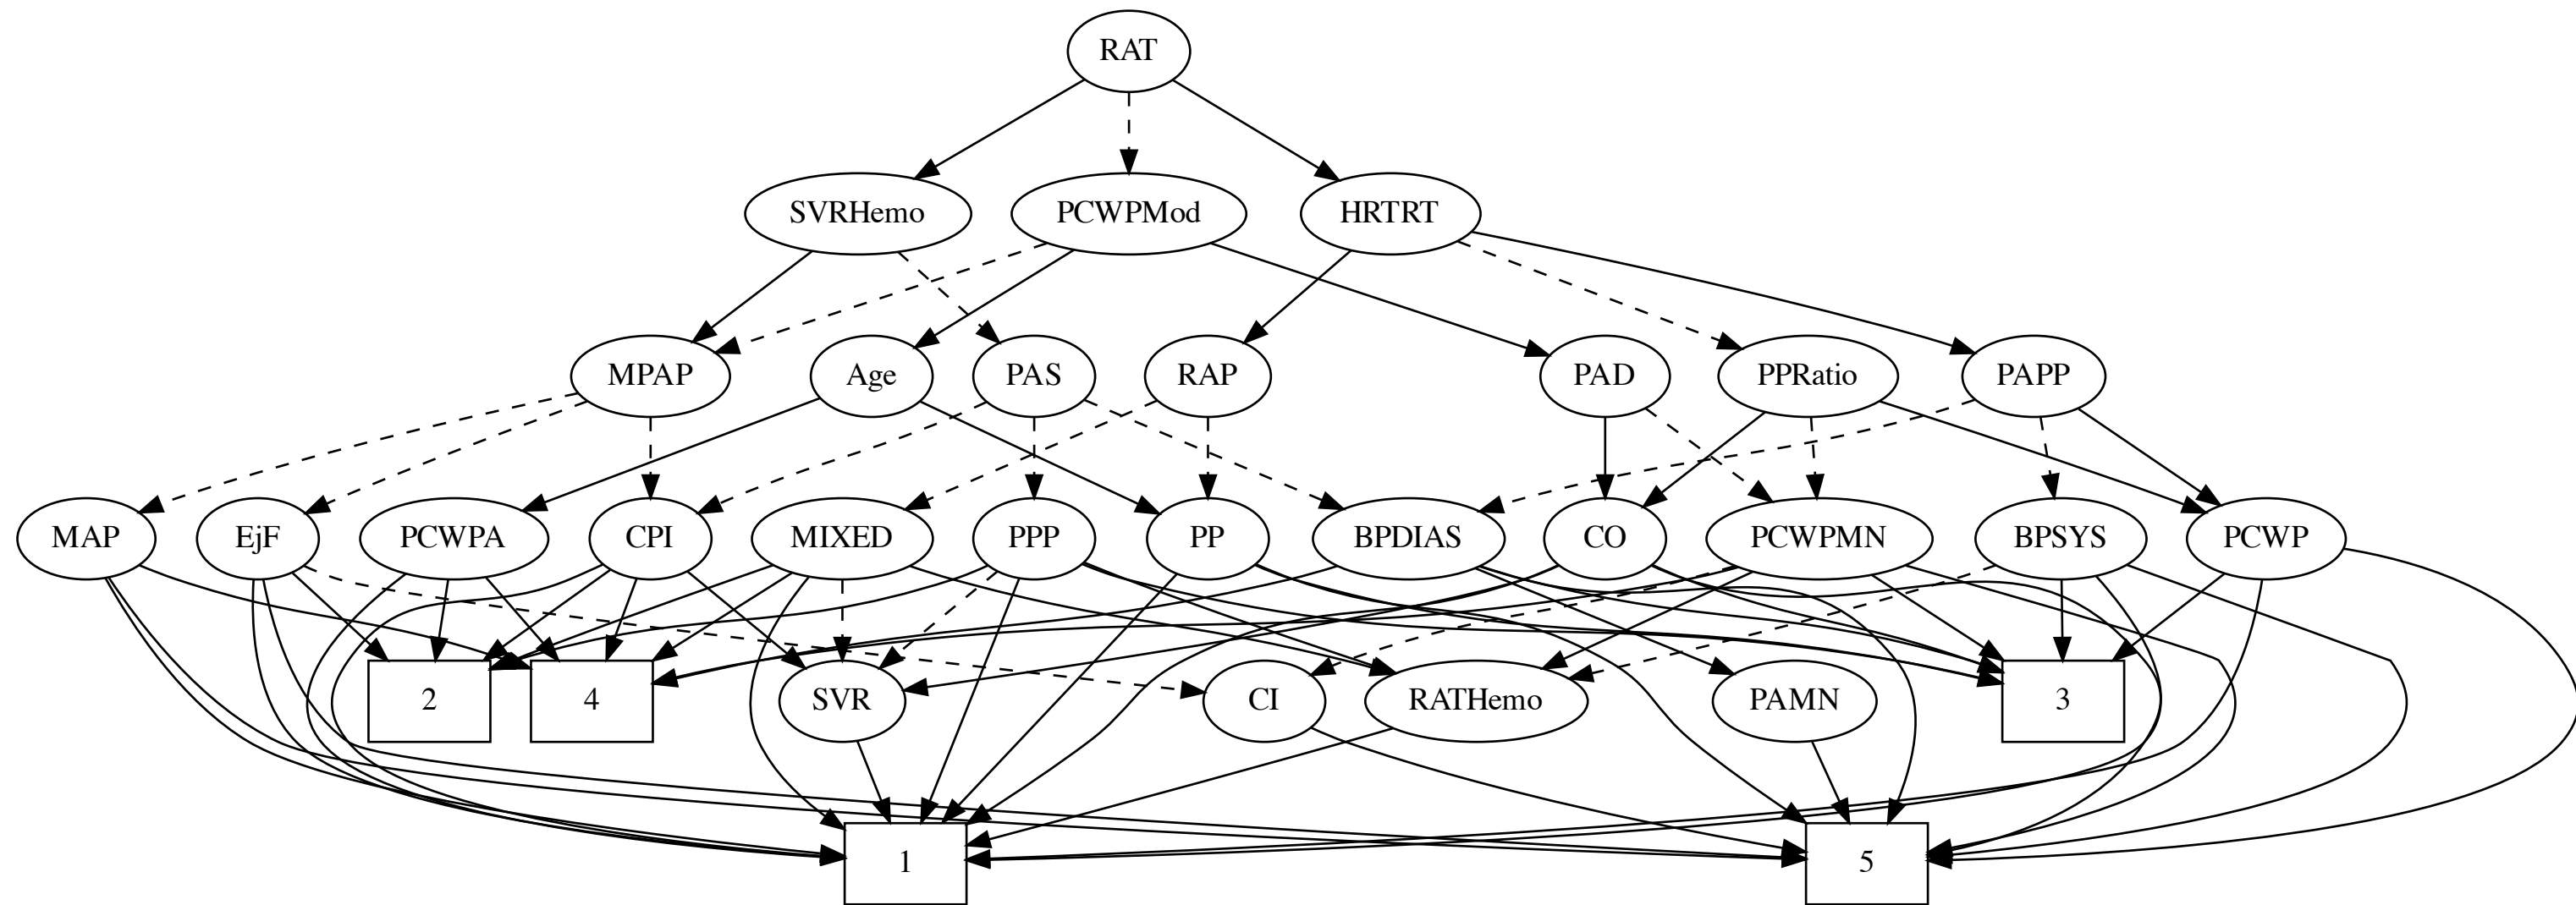 RAT
SVRHemo
PCWPMod
HRTRT
MPAP
Age
PAS
RAP
PAD
PPRatio
PAPP
MAP
EjF
PCWPA
CPI
MIXED
PPP
PP
BPDIAS
CO
PCWPMN
BPSYS
PCWP
2
4
SVR
CI
RATHemo
PAMN
3
1
5